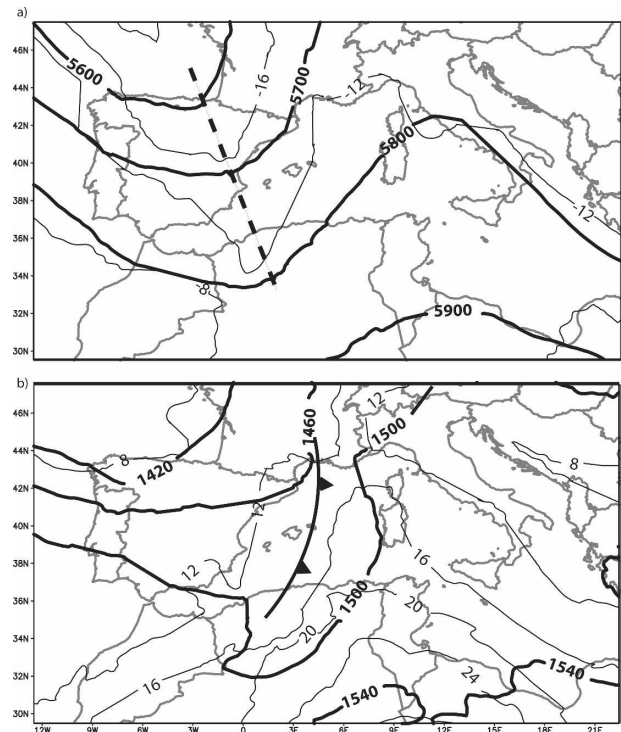 a)
46N
44N
42N
40N
38N
36N
34N
32N
30N
5600
-16
5700
-12
5800
-12
-8
5900
b)
46N
44N
42N
40N
38N
36N
34N
32N
30N
12
1460
1500
8
1420
8
12
12
16
1500
20
20
16
24
1540
1540
12W
9W
6W
3W
0
3E
6E
9E
12E
15E
18E
21E